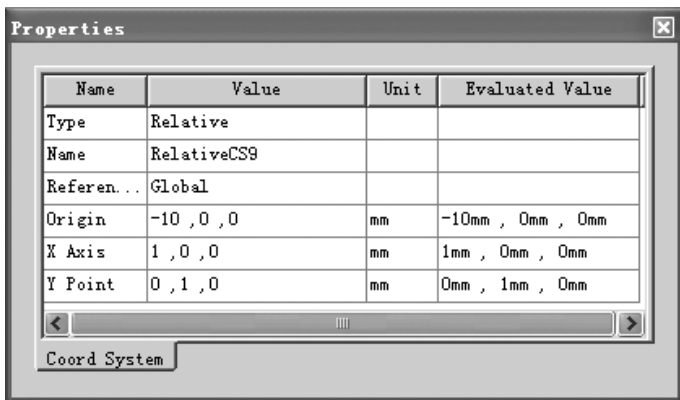 Properties
Name Value Unit Evaluated Value
Type Relative
Name RelativeCS9
Referen... Global
Origin -10 ,0 ,0 mm -10mm , 0mm , 0mm
X Axis 1 ,0 ,0 mm 1mm , 0mm , 0mm
Y Point 0 ,1 ,0 mm 0mm , 1mm , 0mm
Coord System